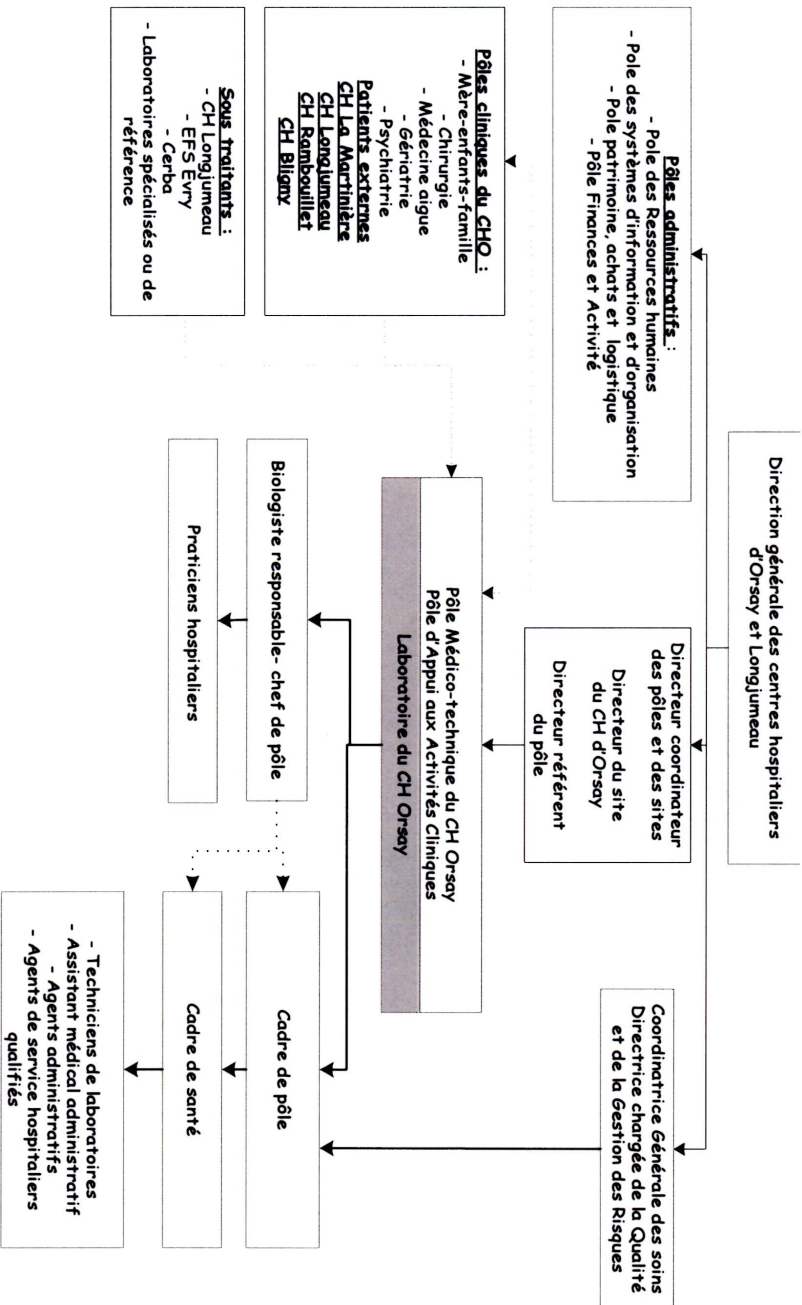 Direction générale des centres hospitaliers
d'Orsay et Longjumeau
Pôles administratifs :
- Pole des Ressources humaines
- Pole des systèmes d'information et d'organisation
- Pole patrimoine, achats et logistique
- Pôle Finances et Activité
Directeur coordinateur
des pôles et des sites
Directeur du site
du CH d'Orsay
Directeur référent
du pôle
Coordinatrice Générale des soins
Directrice chargée de la Qualité
et de la Gestion des Risques
Pôles cliniques du CHO :
- Mère-enfants-famille
- Chirurgie
- Médecine aigue
- Gériatrie
- Psychiatrie
Patients externes
CH La Martinière
CH Longjumeau
CH Rambouillet
CH Bligny
Pôle Médico-technique du CH Orsay
Pôle d'Appui aux Activités Cliniques
Laboratoire du CH Orsay
Sous traitants :
- CH Longjumeau
- EFS Evry
- Cerba
- Laboratoires spécialisés ou de
référence
Biologiste responsable- chef de pôle
Cadre de pôle
Praticiens hospitaliers
Cadre de santé
- Techniciens de laboratoires
- Assistant médical administratif
- Agents administratifs
- Agents de service hospitaliers
qualifiés